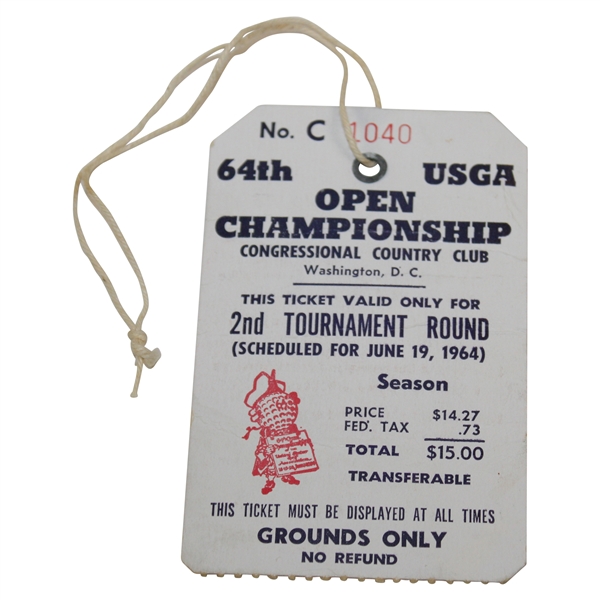 No. C 1040
64th USGA
OPEN
CHAMPIONSHIP
CONGRESSIONAL COUNTRY CLUB
Washington, D. C.
THIS TICKET VALID ONLY FOR
2nd TOURNAMENT ROUND
(SCHEDULED FOR JUNE 19, 1964)
Season
PRICE $14.27
FED. TAX .73
TOTAL $15.00
TRANSFERABLE
THIS TICKET MUST BE DISPLAYED AT ALL TIMES
GROUNDS ONLY
NO REFUND